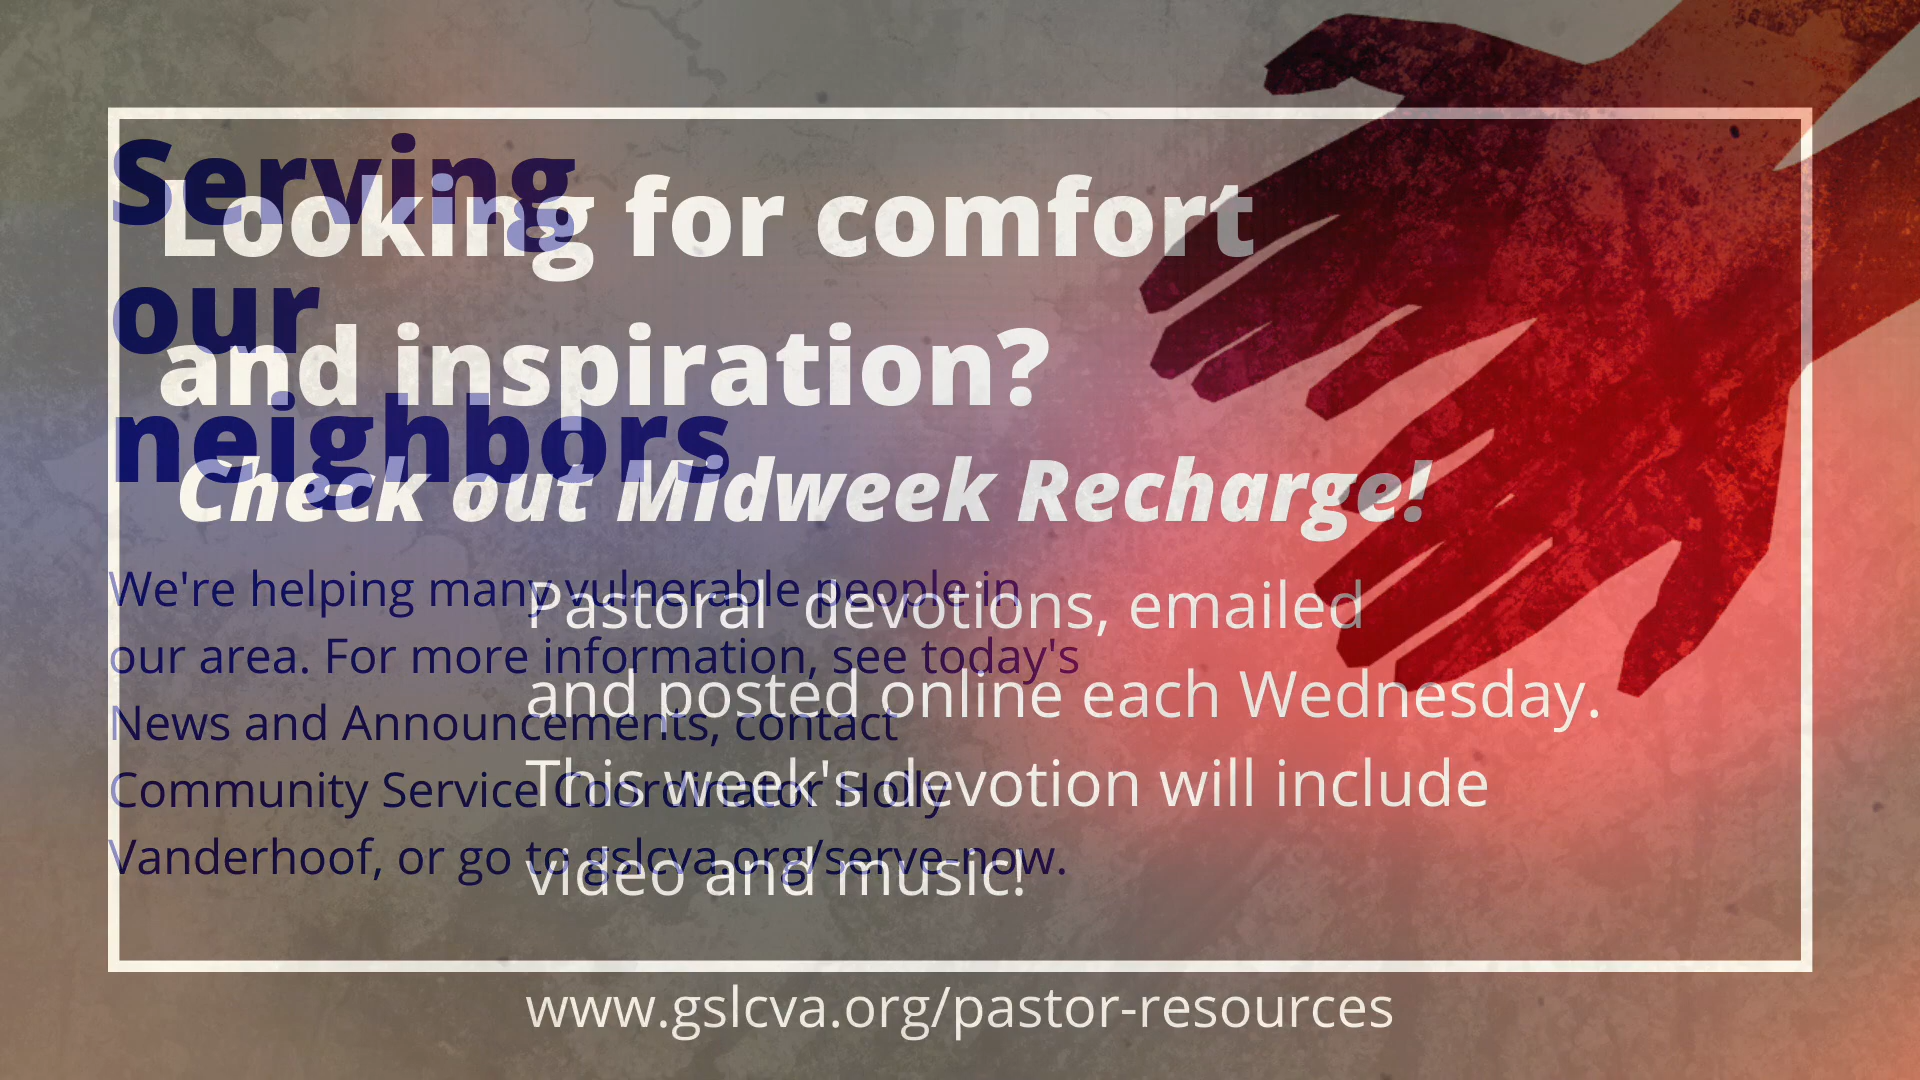 Serving
our
neighbors
We're helping many vulnerable people in
our area. For more information, see today's
News and Announcements, contact
Community Service Coordinator Holly
Vanderhoof, or go to gslcva.org/serve-now.
Looking for comfort
and inspiration?
Check out Midweek Recharge!
Pastoral devotions, emailed
and posted online each Wednesday.
This week's devotion will include
video and music!
www.gslcva.org/pastor-resources